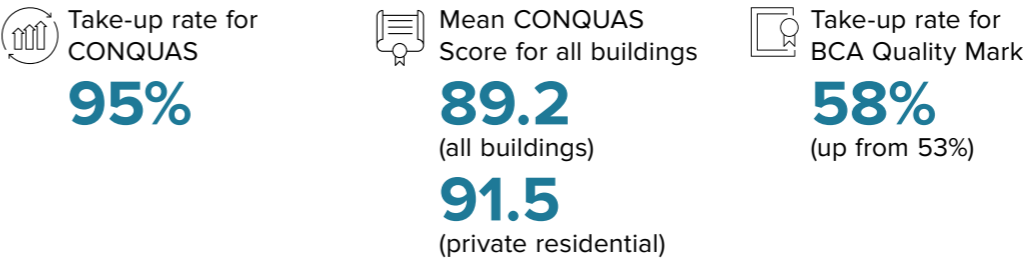 Take-up rate for
CONQUAS
95%
Mean CONQUAS
Score for all buildings
89.2
(all buildings)
91.5
(private residential)
Take-up rate for
BCA Quality Mark
58%
(up from 53%)